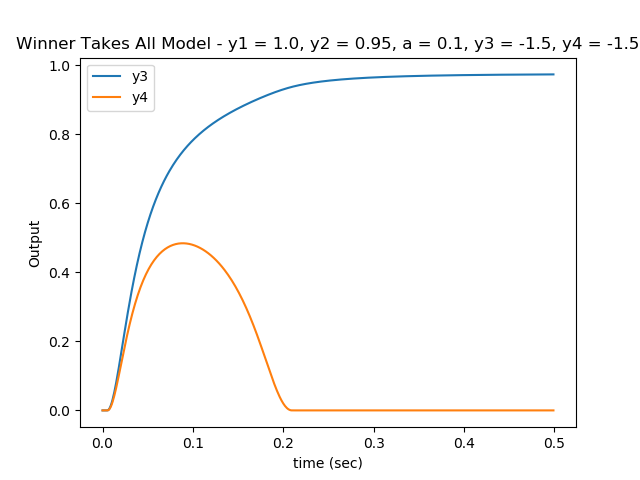 Winner Takes All Model - y1 = 1.0, y2 = 0.95, a = 0.1, y3 = -1.5, y4 = -1.5
y3
y4
Output
1.0
0.8
0.6
0.4
0.2
0.0
0.0 0.1 0.2 0.3 0.4 0.5
time (sec)